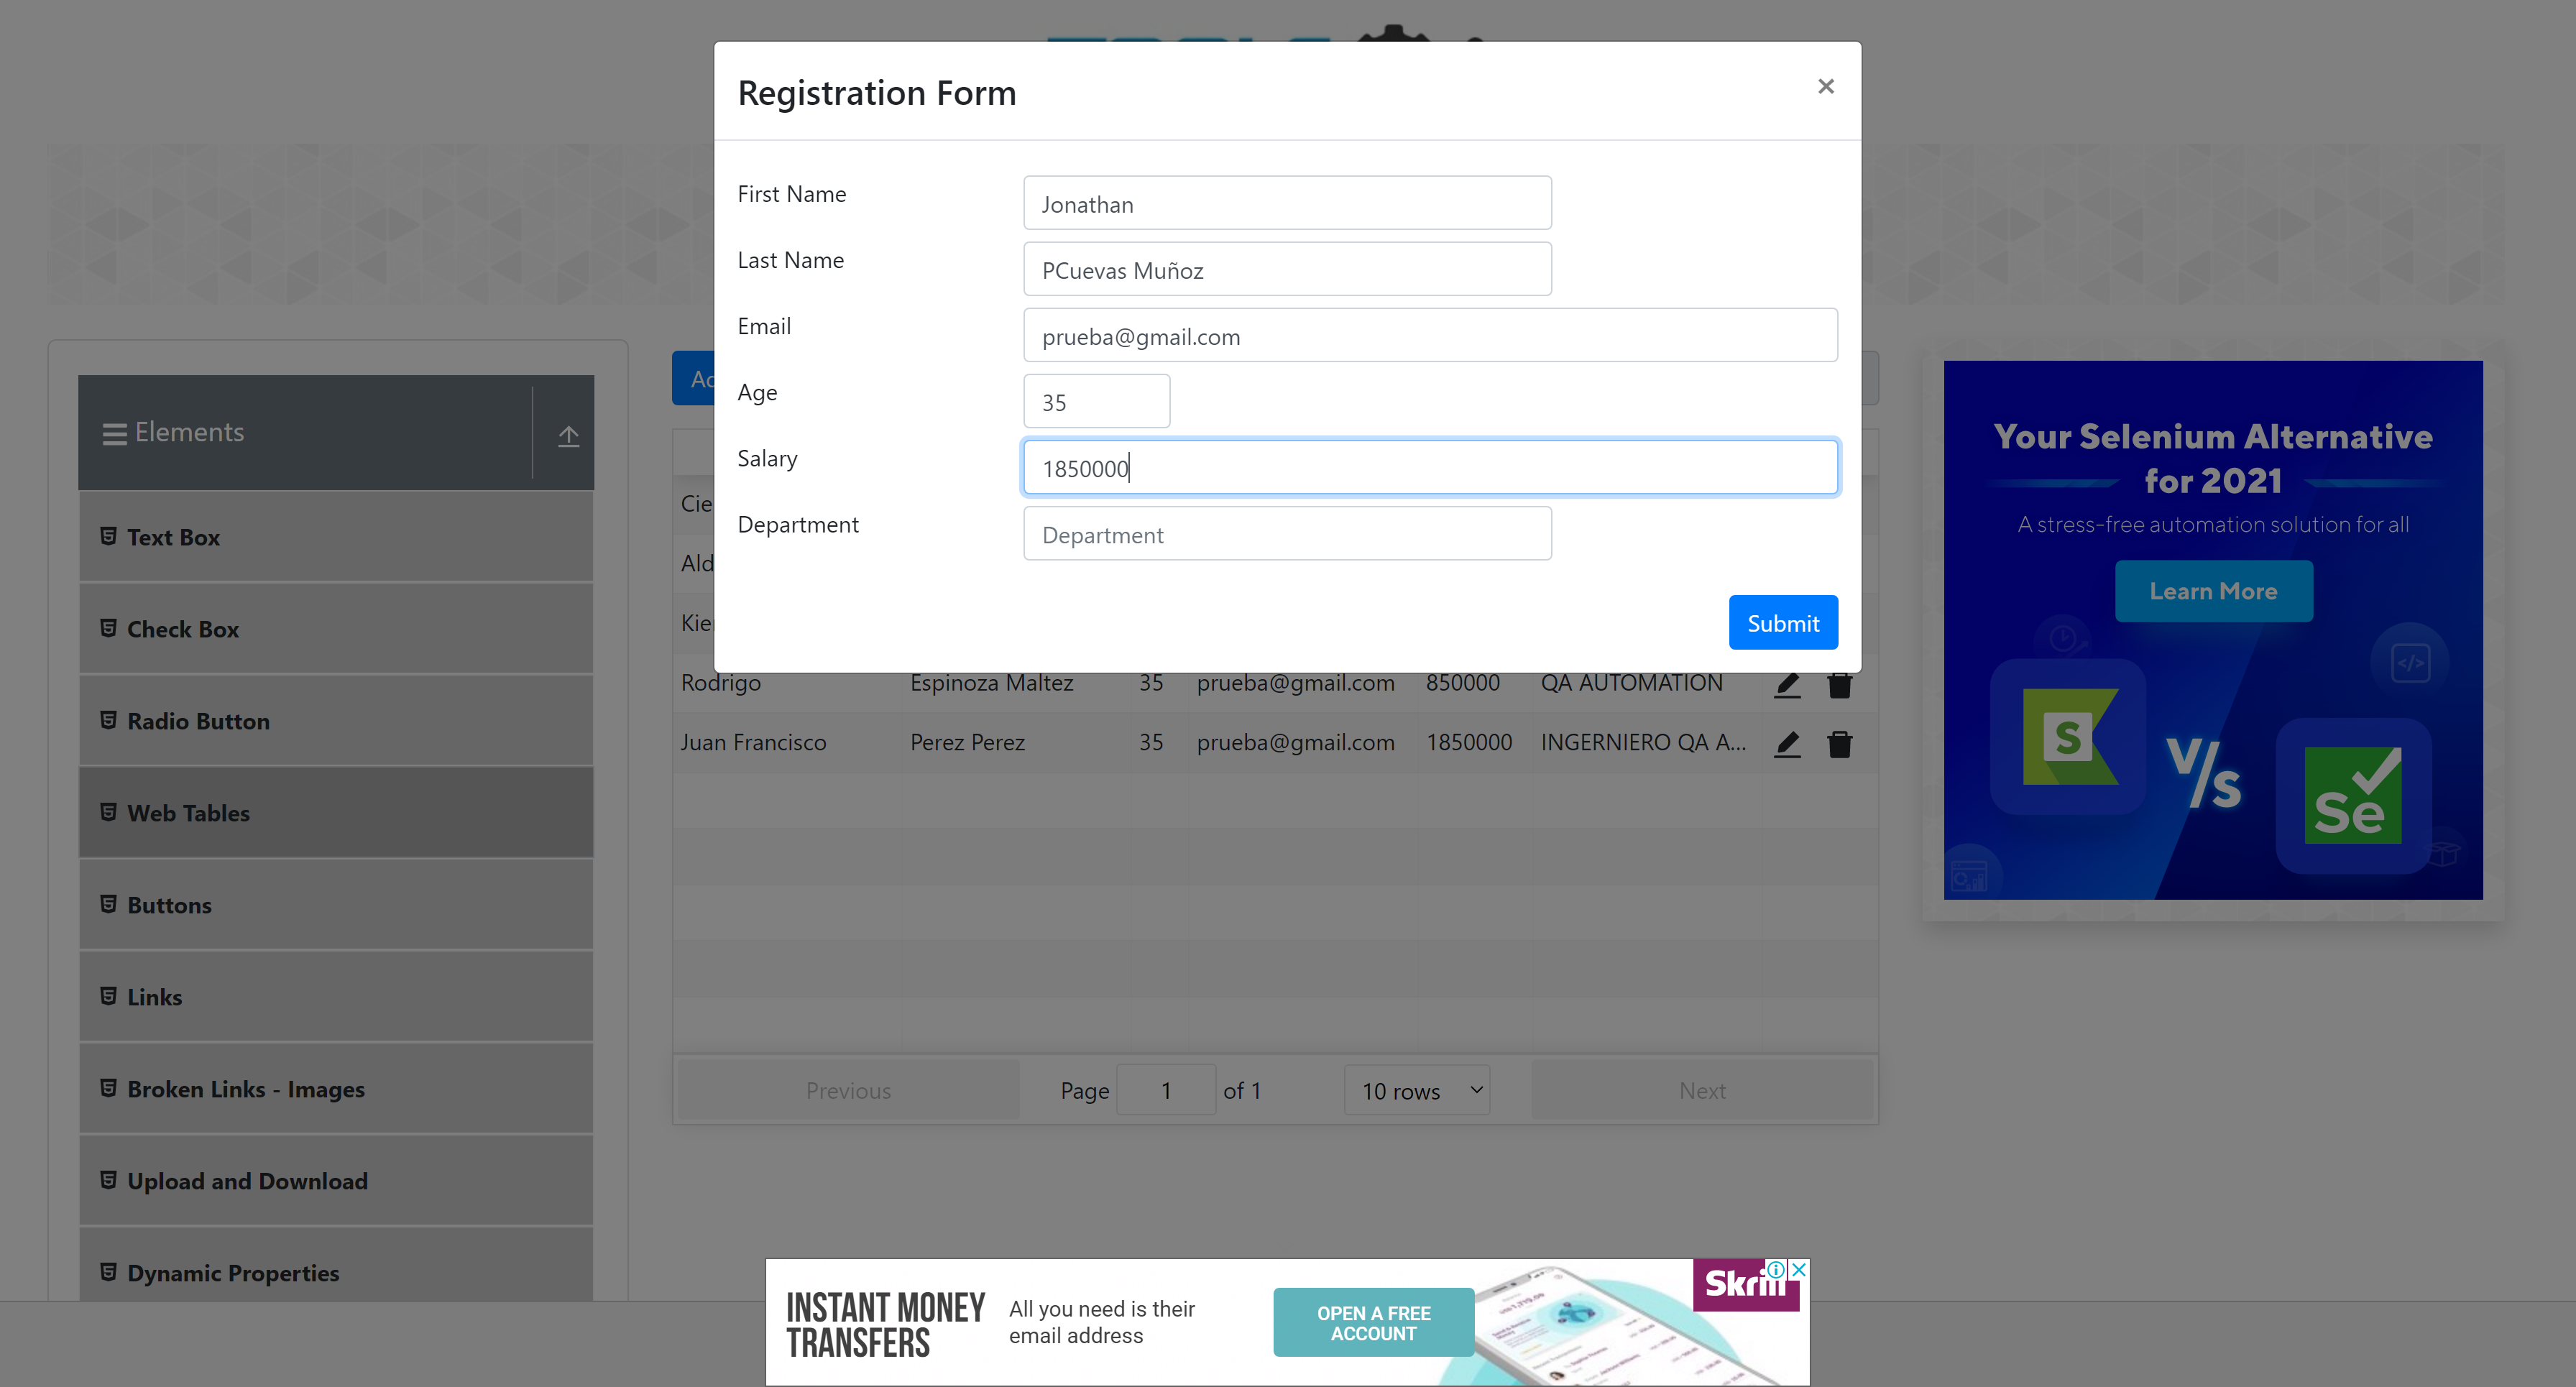 Registration Form
×
First Name
Jonathan
Last Name
PCuevas Muñoz
Email
prueba@gmail.com
Age
35
Salary
1850000
Department
Department
Submit
Elements
Text Box
Check Box
Radio Button
Web Tables
Buttons
Links
Broken Links - Images
Upload and Download
Dynamic Properties
Cie
Ald
Kie
Rodrigo Espinoza Maltez 35 prueba@gmail.com 850000 QA AUTOMATION
Juan Francisco Perez Perez 35 prueba@gmail.com 1850000 INGERNIERO QA A...
Previous Page 1 of 1 10 rows Next
Your Selenium Alternative
for 2021
A stress-free automation solution for all
Learn More
S
V/s
Se
INSTANT MONEY
TRANSFERS
All you need is their
email address
OPEN A FREE
ACCOUNT
Skrill